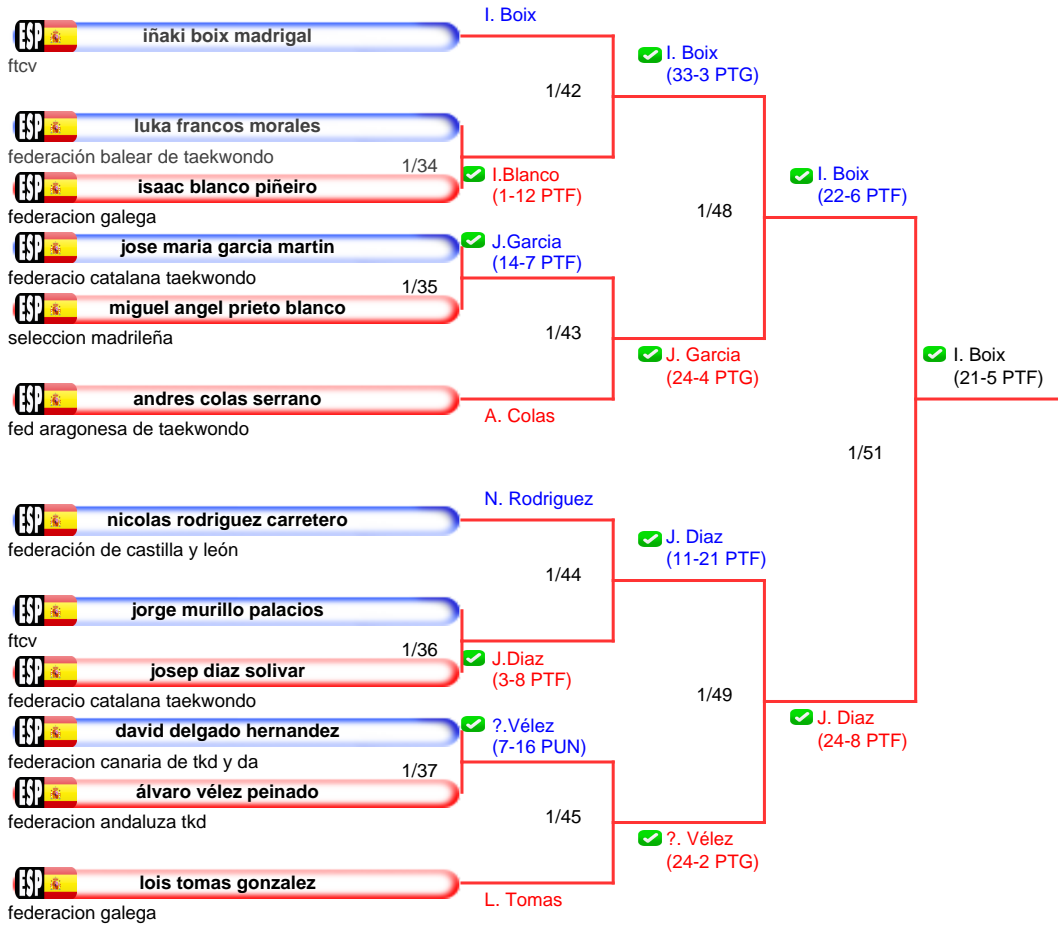 I. Boix
ESP iñaki boix madrigal
ftcv
I. Boix
(33-3 PTG)
1/42
ESP luka francos morales
federación balear de taekwondo
1/34
ESP isaac blanco piñeiro
I.Blanco
(1-12 PTF)
federacion galega
I. Boix
(22-6 PTF)
1/48
ESP jose maria garcia martin
J.Garcia
(14-7 PTF)
federacio catalana taekwondo
1/35
ESP miguel angel prieto blanco
seleccion madrileña
1/43
J. Garcia
(24-4 PTG)
I. Boix
(21-5 PTF)
ESP andres colas serrano
A. Colas
fed aragonesa de taekwondo
1/51
N. Rodriguez
ESP nicolas rodriguez carretero
federación de castilla y león
J. Diaz
(11-21 PTF)
1/44
ESP jorge murillo palacios
ftcv
1/36
ESP josep diaz solivar
J.Diaz
(3-8 PTF)
federacio catalana taekwondo
1/49
J. Diaz
(24-8 PTF)
ESP david delgado hernandez
?.Vélez
(7-16 PUN)
federacion canaria de tkd y da
1/37
ESP álvaro vélez peinado
federacion andaluza tkd
1/45
?. Vélez
(24-2 PTG)
ESP lois tomas gonzalez
L. Tomas
federacion galega